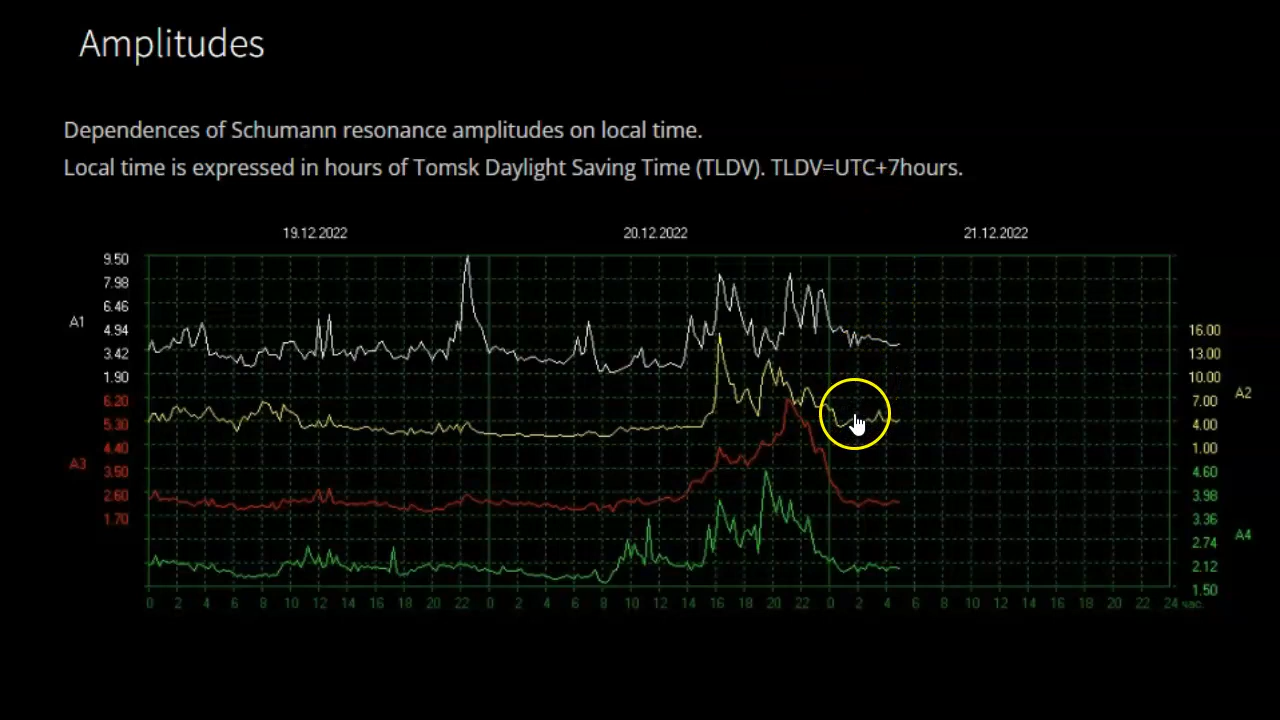 Amplitudes
Dependences of Schumann resonance amplitudes on local time.
Local time is expressed in hours of Tomsk Daylight Saving Time (TLDV). TLDV=UTC+7hours.
19.12.2022 20.12.2022 21.12.2022
9.50
7.98
6.46
A1
4.94 16.00
3.42 13.00
1.90 10.00
A2
6.20 7.00
5.30 4.00
4.40 1.00
A3
3.50 4.60
2.60 3.98
1.70 3.36
A4
2.74
2.12
1.50
0 2 4 6 8 10 12 14 16 18 20 22 0 2 4 6 8 10 12 14 16 18 20 22 0 2 4 6 8 10 12 14 16 18 20 22 24 час.